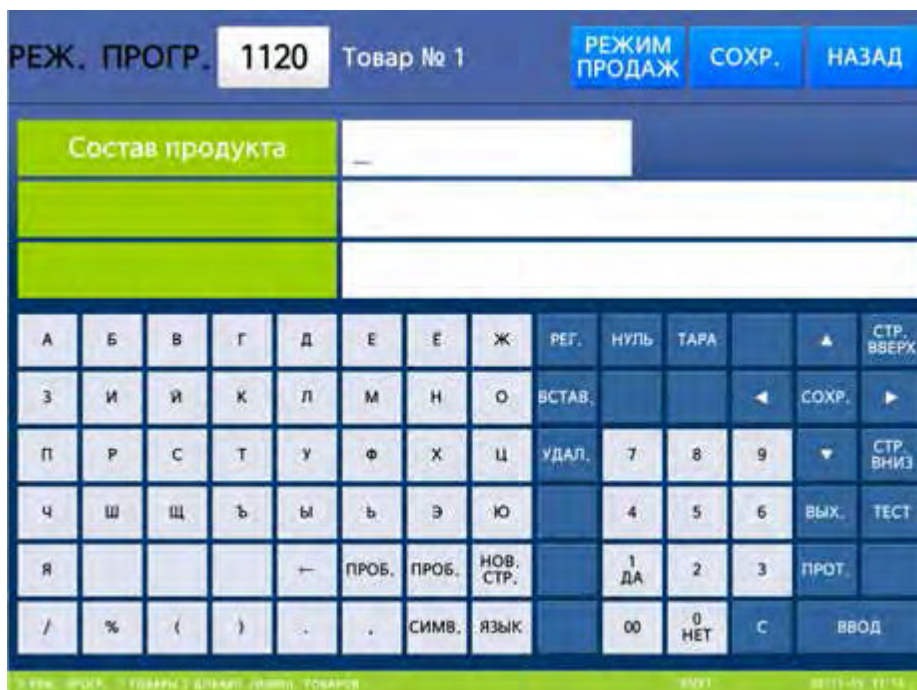 РЕЖ. ПРОГР. 1120 Товар № 1 РЕЖИМ ПРОДАЖ СОХР. НАЗАД
Состав продукта _
А Б В Г Д Е Ё Ж РЕГ. НУЛЬ ТАРА ▲ СТР. ВВЕРХ
З И Й К Л М Н О ВСТАВ. ◄ СОХР. ►
П Р С Т У Ф Х Ц УДАЛ. 7 8 9 ▼ СТР. ВНИЗ
Ч Ш Щ Ъ Ы Ь Э Ю 4 5 6 ВЫХ. ТЕСТ
Я ← ПРОБ. ПРОБ. НОВ. СТР. 1 ДА 2 3 ПРОТ.
/ % ( ) . , СИМВ. ЯЗЫК 00 0 НЕТ С ВВОД